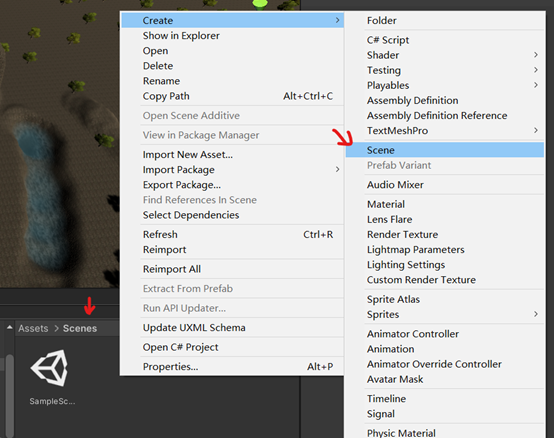 Create >
Show in Explorer
Open
Delete
Rename
Copy Path Alt+Ctrl+C
Open Scene Additive
View in Package Manager
Import New Asset...
Import Package >
Export Package...
Find References In Scene
Select Dependencies
Refresh Ctrl+R
Reimport
Reimport All
Extract From Prefab
Run API Updater...
Update UXML Schema
Open C# Project
Properties... Alt+P
Folder
C# Script
Shader >
Testing >
Playables >
Assembly Definition
Assembly Definition Reference
TextMeshPro >
Scene
Prefab Variant
Audio Mixer
Material
Lens Flare
Render Texture
Lightmap Parameters
Lighting Settings
Custom Render Texture
Sprite Atlas
Sprites >
Animator Controller
Animation
Animator Override Controller
Avatar Mask
Timeline
Signal
Physic Material
Assets > Scenes
SampleSc...